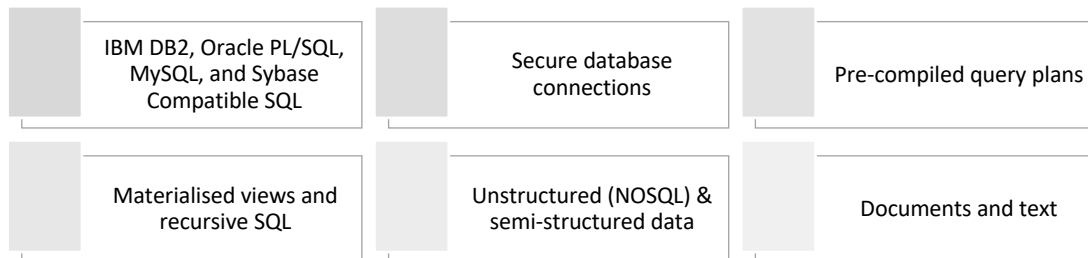 IBM DB2, Oracle PL/SQL,
MySQL, and Sybase
Compatible SQL
Secure database
connections
Pre-compiled query plans
Materialised views and
recursive SQL
Unstructured (NOSQL) &
semi-structured data
Documents and text